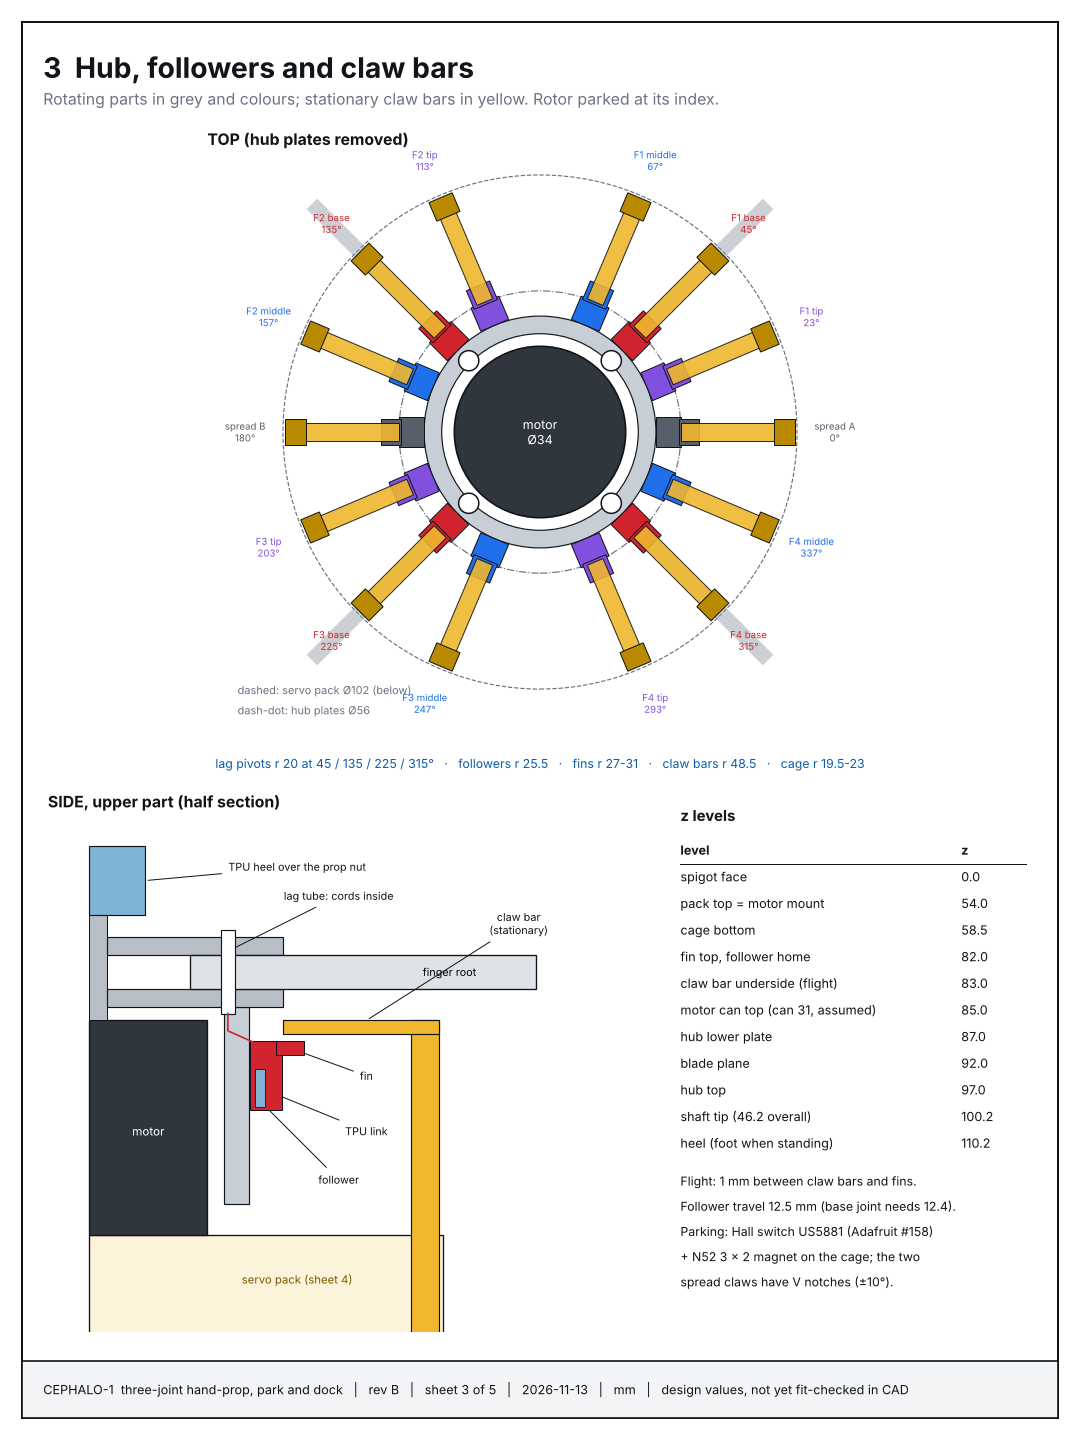 3 Hub, followers and claw bars
Rotating parts in grey and colours; stationary claw bars in yellow. Rotor parked at its index.
TOP (hub plates removed)
F2 tip
113°
F1 middle
67°
F2 base
135°
F1 base
45°
F2 middle
157°
F1 tip
23°
spread B
180°
motor
Ø34
spread A
0°
F3 tip
203°
F4 middle
337°
F3 base
225°
F4 base
315°
dashed: servo pack Ø102 (below)
dash-dot: hub plates Ø56
F3 middle
247°
F4 tip
293°
lag pivots r 20 at 45 / 135 / 225 / 315° · followers r 25.5 · fins r 27-31 · claw bars r 48.5 · cage r 19.5-23
SIDE, upper part (half section)
TPU heel over the prop nut
lag tube: cords inside
claw bar
(stationary)
finger root
fin
motor
TPU link
follower
servo pack (sheet 4)
z levels
level z
spigot face 0.0
pack top = motor mount 54.0
cage bottom 58.5
fin top, follower home 82.0
claw bar underside (flight) 83.0
motor can top (can 31, assumed) 85.0
hub lower plate 87.0
blade plane 92.0
hub top 97.0
shaft tip (46.2 overall) 100.2
heel (foot when standing) 110.2
Flight: 1 mm between claw bars and fins.
Follower travel 12.5 mm (base joint needs 12.4).
Parking: Hall switch US5881 (Adafruit #158)
+ N52 3 × 2 magnet on the cage; the two
spread claws have V notches (±10°).
CEPHALO-1 three-joint hand-prop, park and dock | rev B | sheet 3 of 5 | 2026-11-13 | mm | design values, not yet fit-checked in CAD